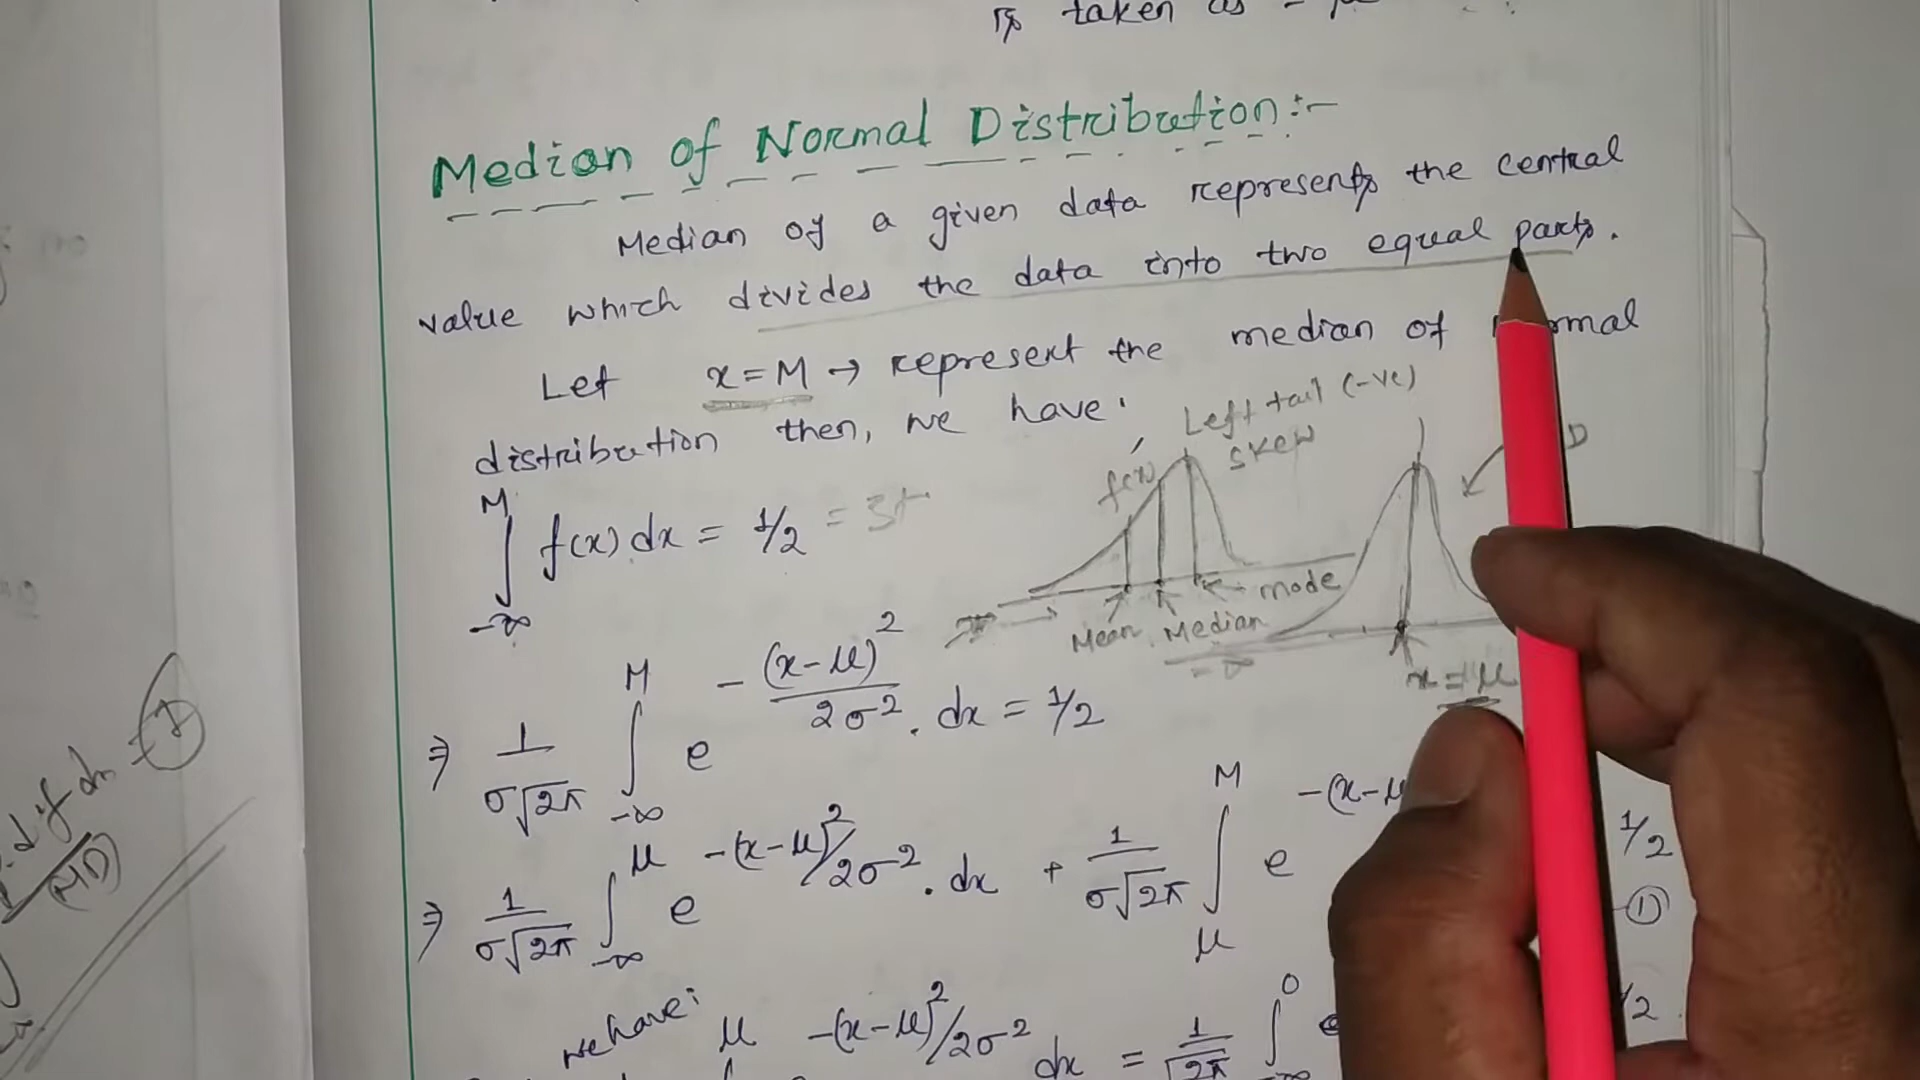 is taken as -
Median of Normal Distribution:-
Median of a given data represents the central
value which divides the data into two equal parts.
Let x = M → represent the median of normal
distribution then, we have.
Left tail (-ve)
skew
f(x)
M
∫ f(x) dx = 1/2
-∞
Mean Median mode
-∞
x = μ
⇒ 1/σ√2π ∫_{-∞}^{M} e^{-(x-μ)²/2σ²} . dx = 1/2
⇒ 1/σ√2π ∫_{-∞}^{μ} e^{-(x-μ)²/2σ²} . dx + 1/σ√2π ∫_{μ}^{M} e^{-(x-μ 1/2
①
we have:
μ -(x-μ)²/2σ² dx = 1/√2π ∫_{-∞}^{0} e /2
p.d.f
(ND)